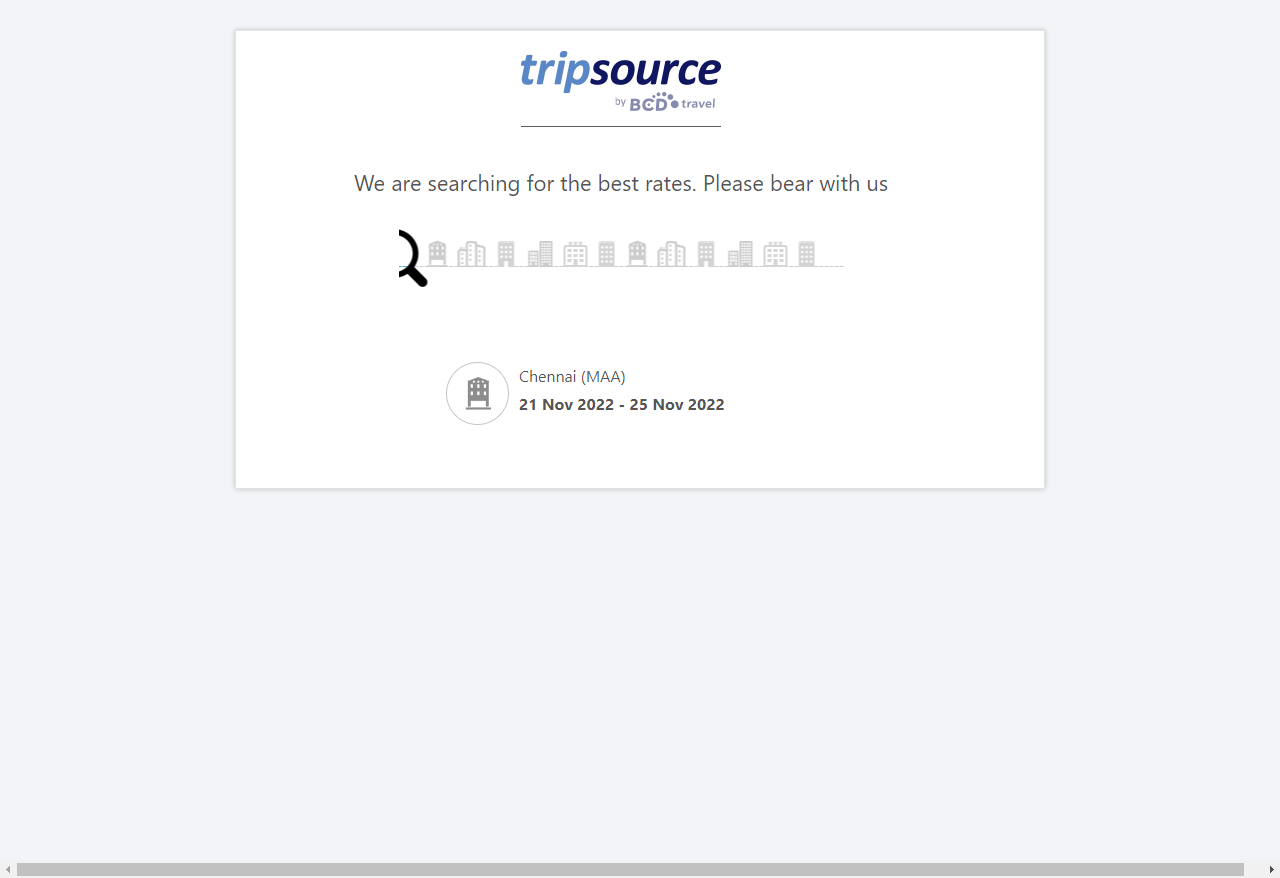 tripsource
by BCD travel
We are searching for the best rates. Please bear with us
Chennai (MAA)
21 Nov 2022 - 25 Nov 2022